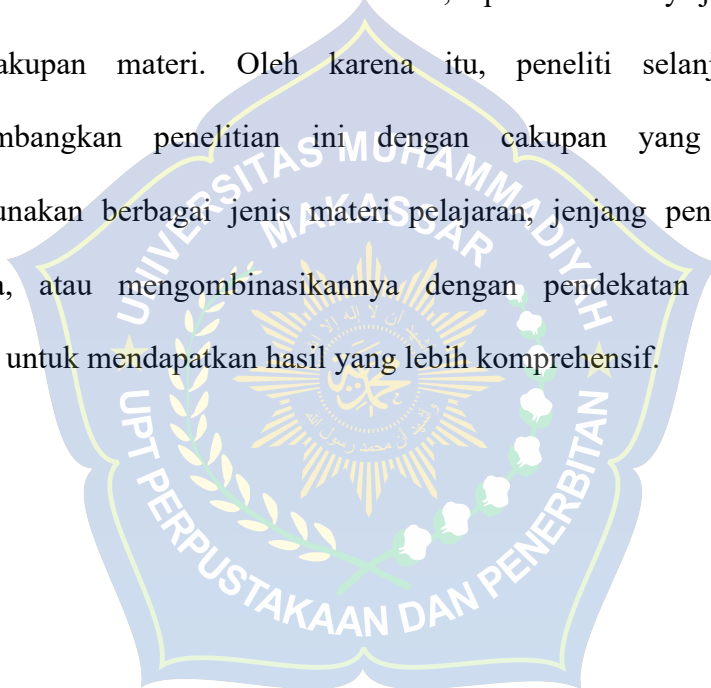 akupan materi. Oleh karena itu, peneliti selanj
mbangkan penelitian ini dengan cakupan yang
unakan berbagai jenis materi pelajaran, jenjang pen
a, atau mengombinasikannya dengan pendekatan
untuk mendapatkan hasil yang lebih komprehensif.
UNIVERSITAS MUHAMMADIYAH
MAKASSAR
UPT PERPUSTAKAAN DAN PENERBITAN
محمد